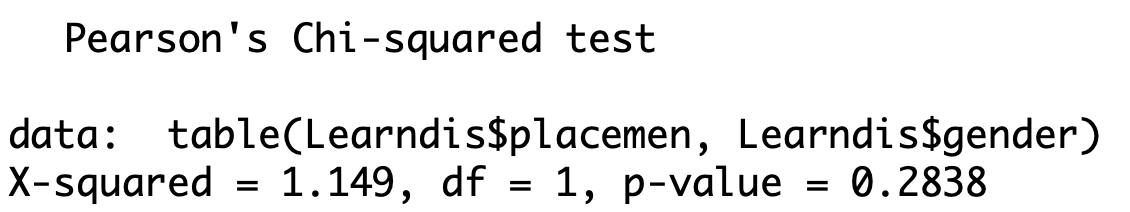 Pearson's Chi-squared test
data:  table(Learndis$placemen, Learndis$gender)
X-squared = 1.149, df = 1, p-value = 0.2838